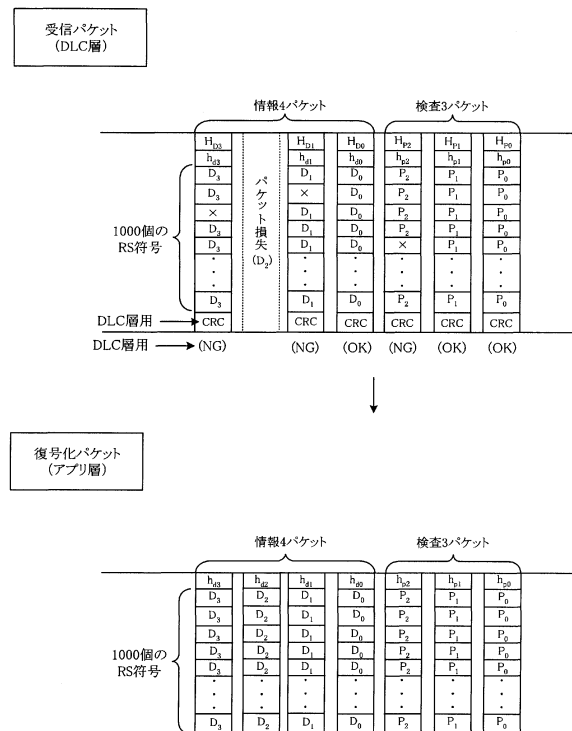 受信パケット
(DLC層)
情報4パケット 検査3パケット
H_D3 H_D1 H_D0 H_P2 H_P1 H_P0
h_d3 h_d1 h_d0 h_p2 h_p1 h_p0
D_3 D_1 D_0 P_2 P_1 P_0
D_3 × D_0 P_2 P_1 P_0
× D_1 D_0 P_2 P_1 P_0
D_3 D_1 D_0 P_2 P_1 P_0
D_3 D_1 D_0 × P_1 P_0
パケット損失(D_2)
1000個の
RS符号
D_3 D_1 D_0 P_2 P_1 P_0
DLC層用 CRC CRC CRC CRC CRC CRC
DLC層用 (NG) (NG) (OK) (NG) (OK) (OK)
復号化パケット
(アプリ層)
情報4パケット 検査3パケット
h_d3 h_d2 h_d1 h_d0 h_p2 h_p1 h_p0
D_3 D_2 D_1 D_0 P_2 P_1 P_0
D_3 D_2 D_1 D_0 P_2 P_1 P_0
D_3 D_2 D_1 D_0 P_2 P_1 P_0
D_3 D_2 D_1 D_0 P_2 P_1 P_0
D_3 D_2 D_1 D_0 P_2 P_1 P_0
1000個の
RS符号
D_3 D_2 D_1 D_0 P_2 P_1 P_0